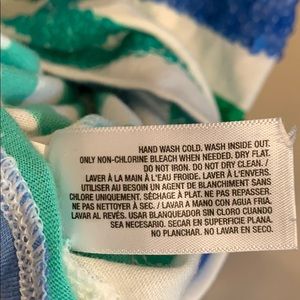 HAND WASH COLD. WASH INSIDE OUT.
ONLY NON-CHLORINE BLEACH WHEN NEEDED. DRY FLAT.
DO NOT IRON. DO NOT DRY CLEAN./
LAVER À LA MAIN À L'EAU FROIDE. LAVER À L'ENVERS.
UTILISER AU BESOIN UN AGENT DE BLANCHIMENT SANS
CHLORE UNIQUEMENT. SÉCHAGE À PLAT. NE PAS REPASSER.
NE PAS NETTOYER À SEC. / LAVAR A MANO CON AGUA FRIA.
LAVAR AL REVÉS. USAR BLANQUEADOR SIN CLORO CUANDO
SEA NECESARIO. SECAR EN SUPERFICIE PLANA.
NO PLANCHAR. NO LAVAR EN SECO.